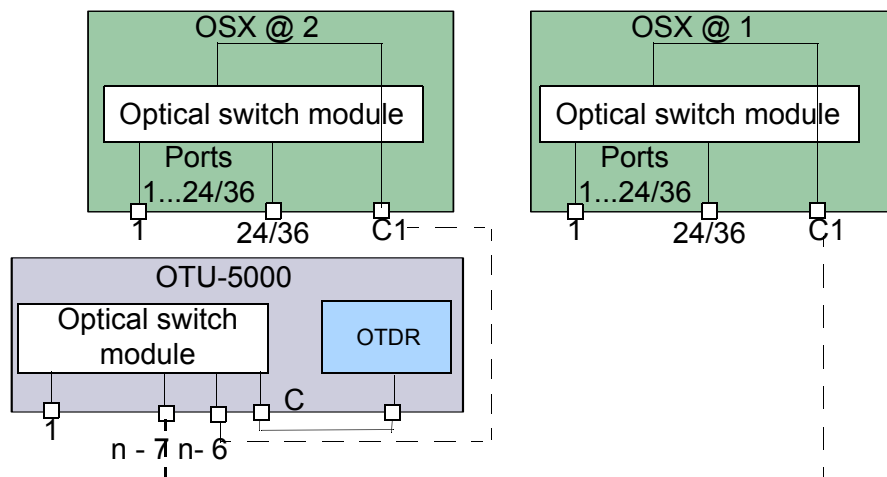 OSX @ 2
OSX @ 1
Optical switch module
Optical switch module
Ports
1...24/36
Ports
1...24/36
1
24/36
C1
1
24/36
C1
OTU-5000
Optical switch
module
OTDR
C
1
n - 7
n- 6